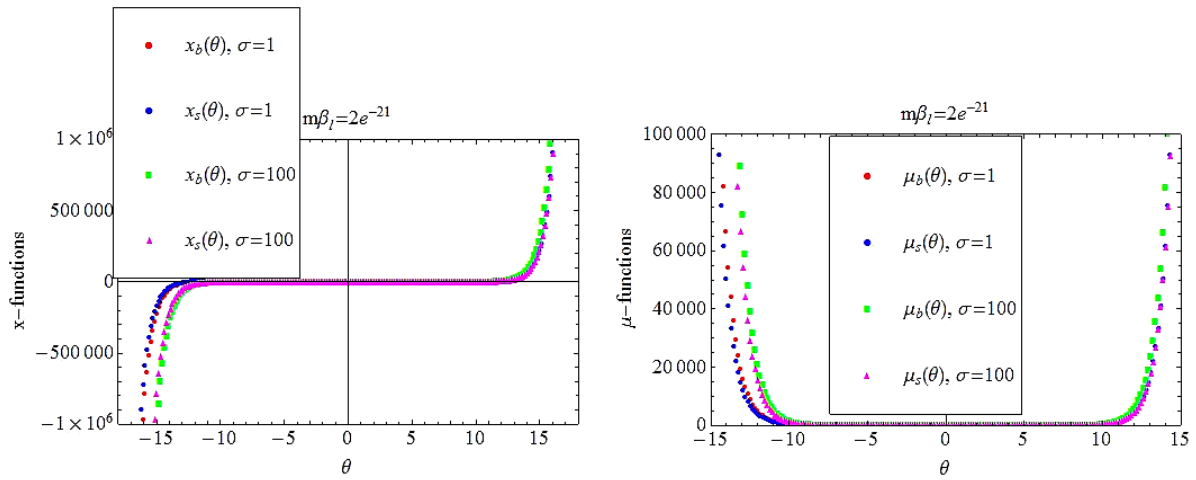 x_b(θ), σ=1
x_s(θ), σ=1
x_b(θ), σ=100
x_s(θ), σ=100
mβ_l=2e^{-21}
1×10^6
500 000
0
−500 000
−1×10^6
x−functions
−15 −10 −5 0 5 10 15
θ
mβ_l=2e^{-21}
μ_b(θ), σ=1
μ_s(θ), σ=1
μ_b(θ), σ=100
μ_s(θ), σ=100
100 000
80 000
60 000
40 000
20 000
0
μ−functions
−15 −10 −5 0 5 10 15
θ